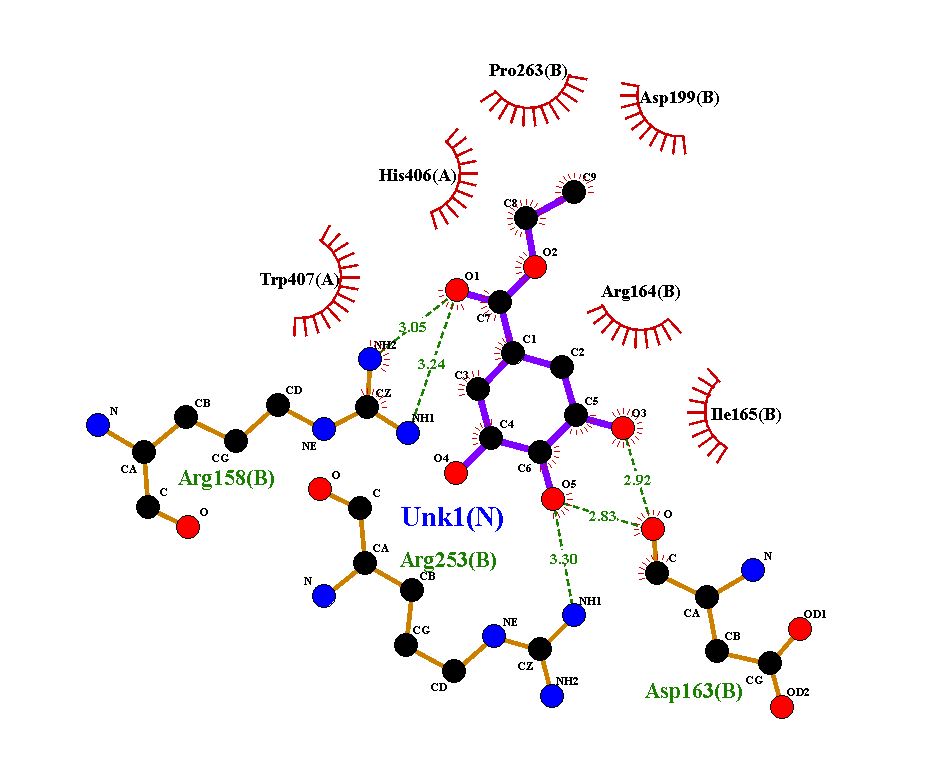 Pro263(B)
Asp199(B)
His406(A)
C9
C8
O2
Trp407(A)
O1
C7
Arg164(B)
3.05
NH2
C1
3.24
C2
C3
CZ
CD
CB
N
NH1
C5
O3
Ile165(B)
C4
NE
CG
CA
O4
C6
Arg158(B)
O
C
2.92
C
O5
O
Unk1(N)
2.83
O
CA
Arg253(B)
3.30
C
N
N
CB
NH1
CA
OD1
NE
CG
CB
CZ
CG
CD
NH2
Asp163(B)
OD2